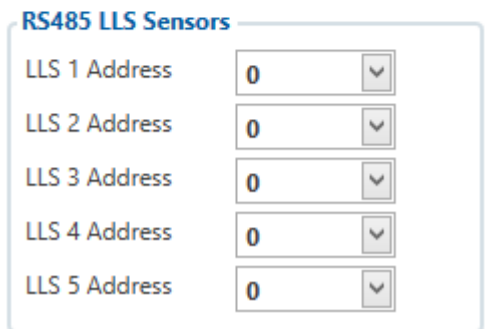 RS485 LLS Sensors
LLS 1 Address 0
LLS 2 Address 0
LLS 3 Address 0
LLS 4 Address 0
LLS 5 Address 0